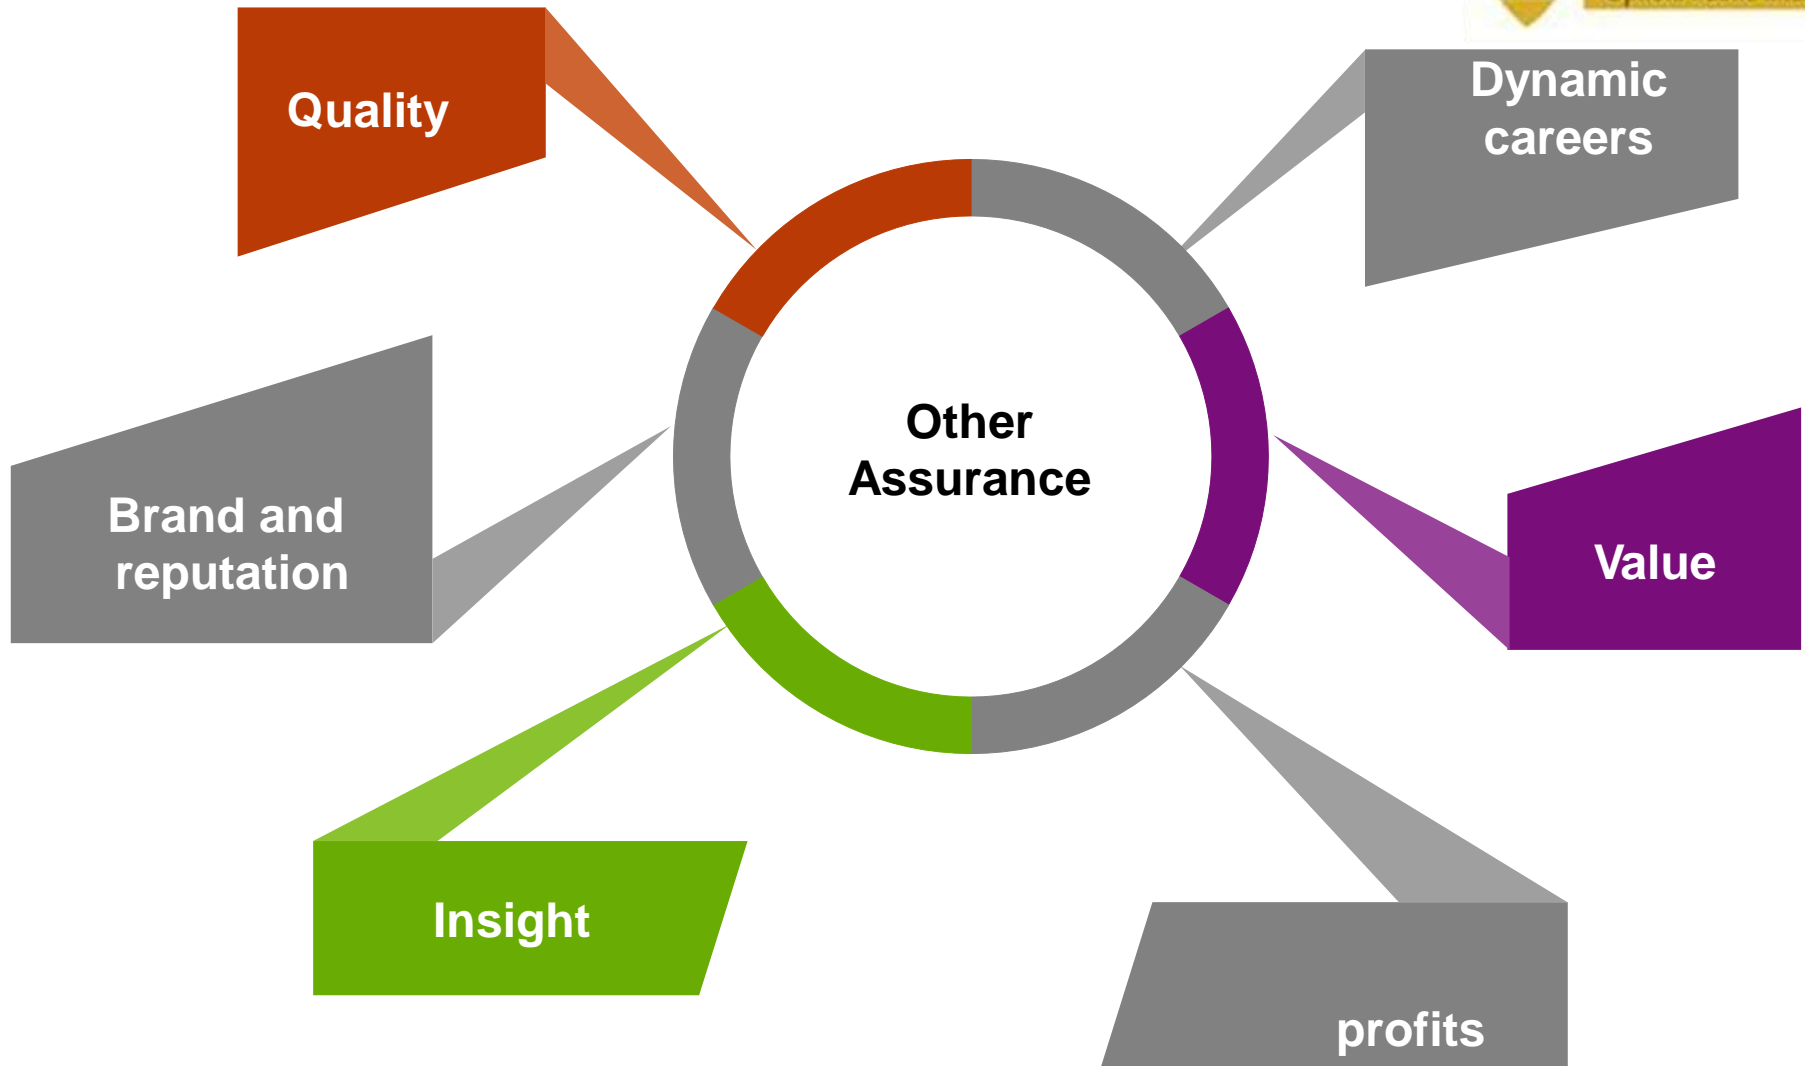 Quality
Dynamic
careers
Other
Assurance
Brand and
reputation
Value
Insight
profits